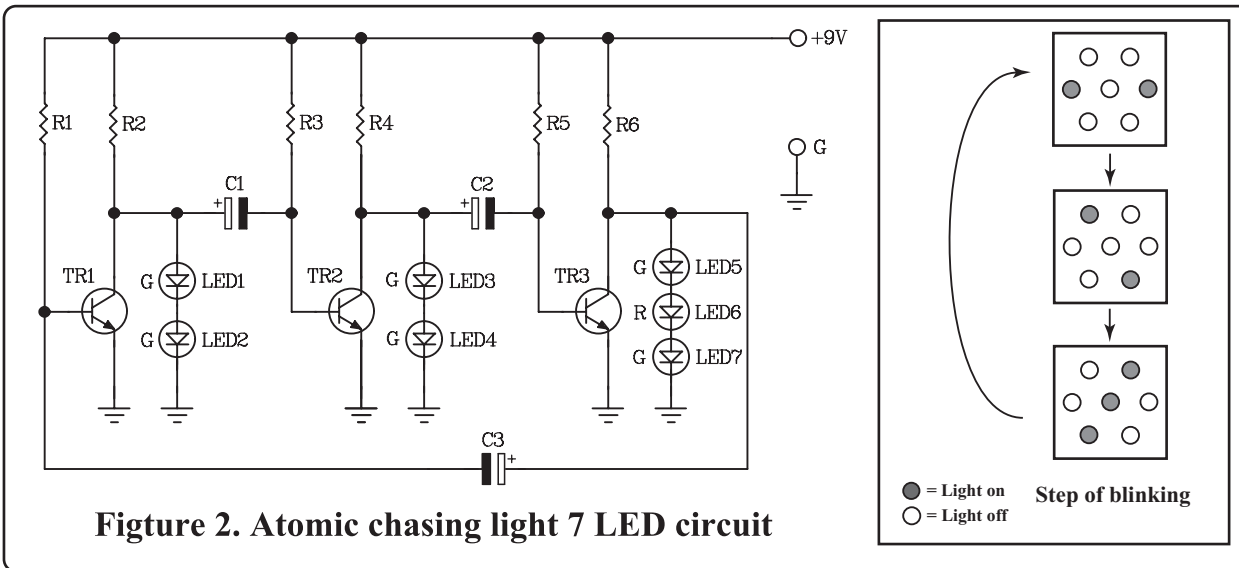 +9V
R1
R2
R3
R4
R5
R6
G
C1
+
C2
+
TR1
G
LED1
G
LED2
TR2
G
LED3
G
LED4
TR3
G
LED5
R
LED6
G
LED7
C3
+
Figture 2. Atomic chasing light 7 LED circuit
= Light on
= Light off
Step of blinking